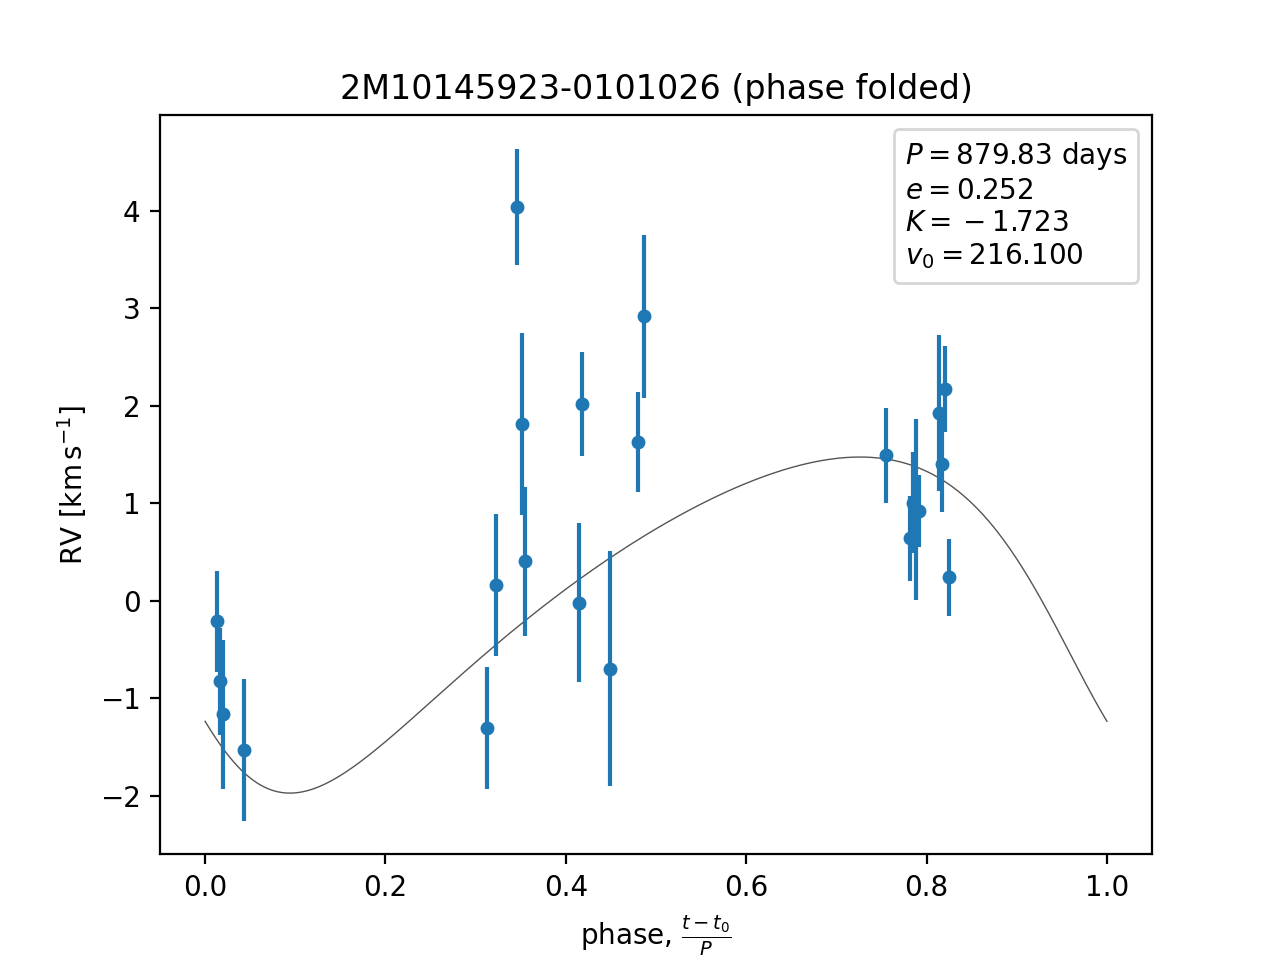 2M10145923-0101026 (phase folded)
P = 879.83 days
e = 0.252
K = −1.723
v₀ = 216.100
RV [km s⁻¹]
4
3
2
1
0
−1
−2
0.0 0.2 0.4 0.6 0.8 1.0
phase, (t − t₀)/P